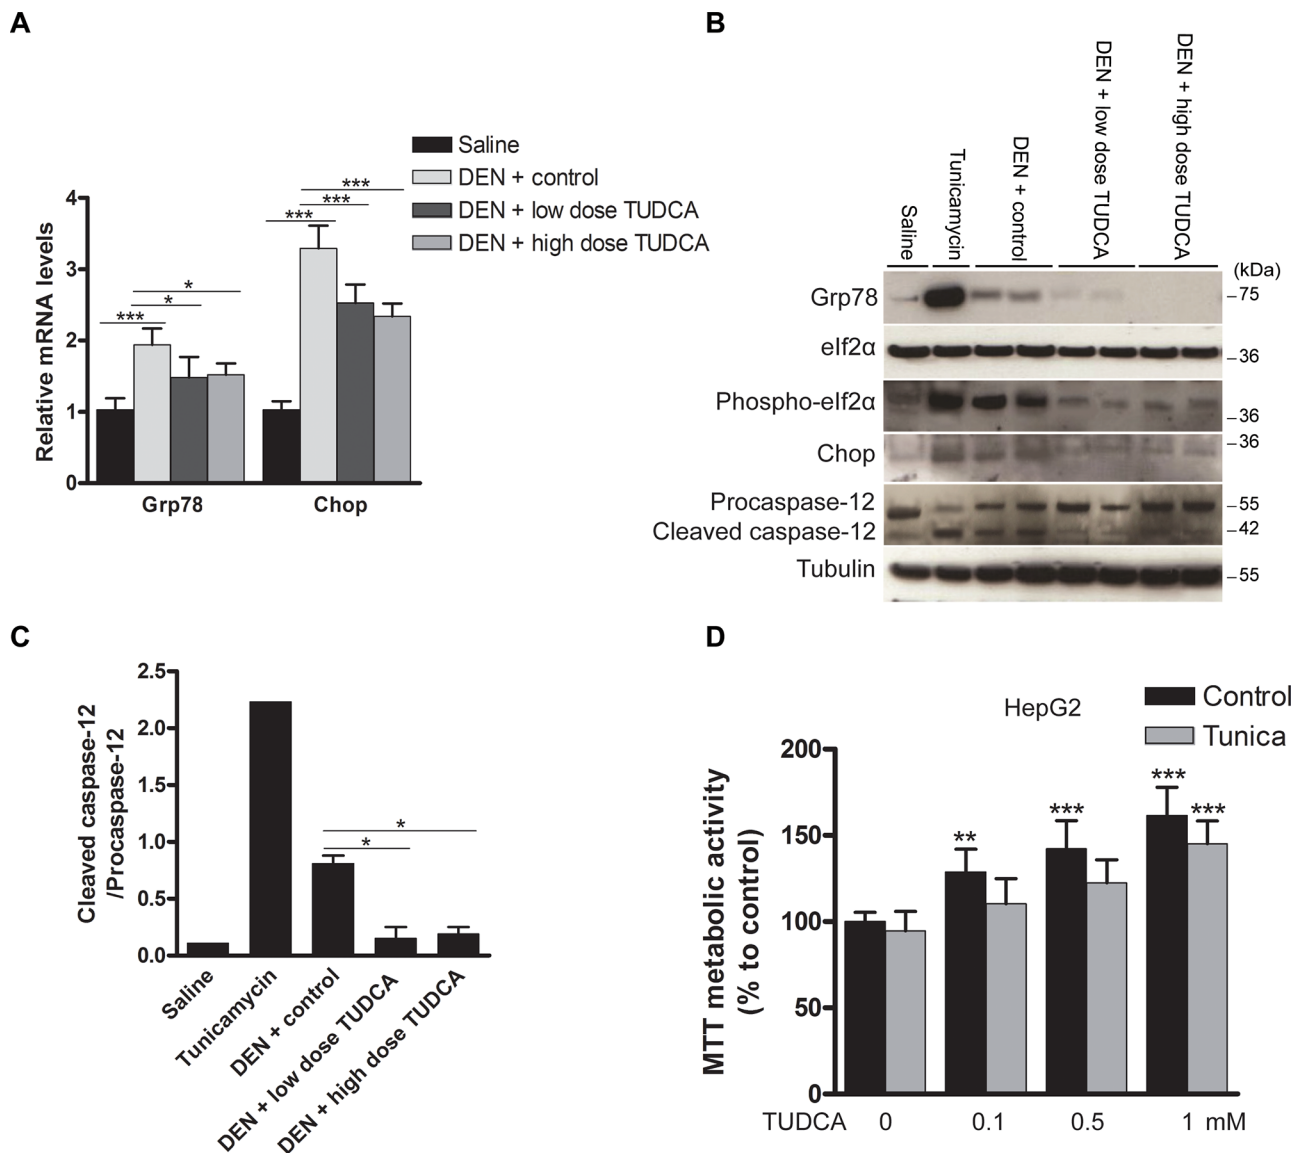 A
Saline
DEN + control
DEN + low dose TUDCA
DEN + high dose TUDCA
Relative mRNA levels
4
3
2
1
0
***
*
*
***
***
***
Grp78
Chop
B
Saline
Tunicamycin
DEN + control
DEN + low dose TUDCA
DEN + high dose TUDCA
(kDa)
Grp78
75
eIf2α
36
Phospho-eIf2α
36
Chop
36
Procaspase-12
55
Cleaved caspase-12
42
Tubulin
55
C
Cleaved caspase-12
/Procaspase-12
2.5
2.0
1.5
1.0
0.5
0.0
*
*
Saline
Tunicamycin
DEN + control
DEN + low dose TUDCA
DEN + high dose TUDCA
D
HepG2
Control
Tunica
MTT metabolic activity
(% to control)
200
150
100
50
0
**
***
***
***
TUDCA 0 0.1 0.5 1 mM